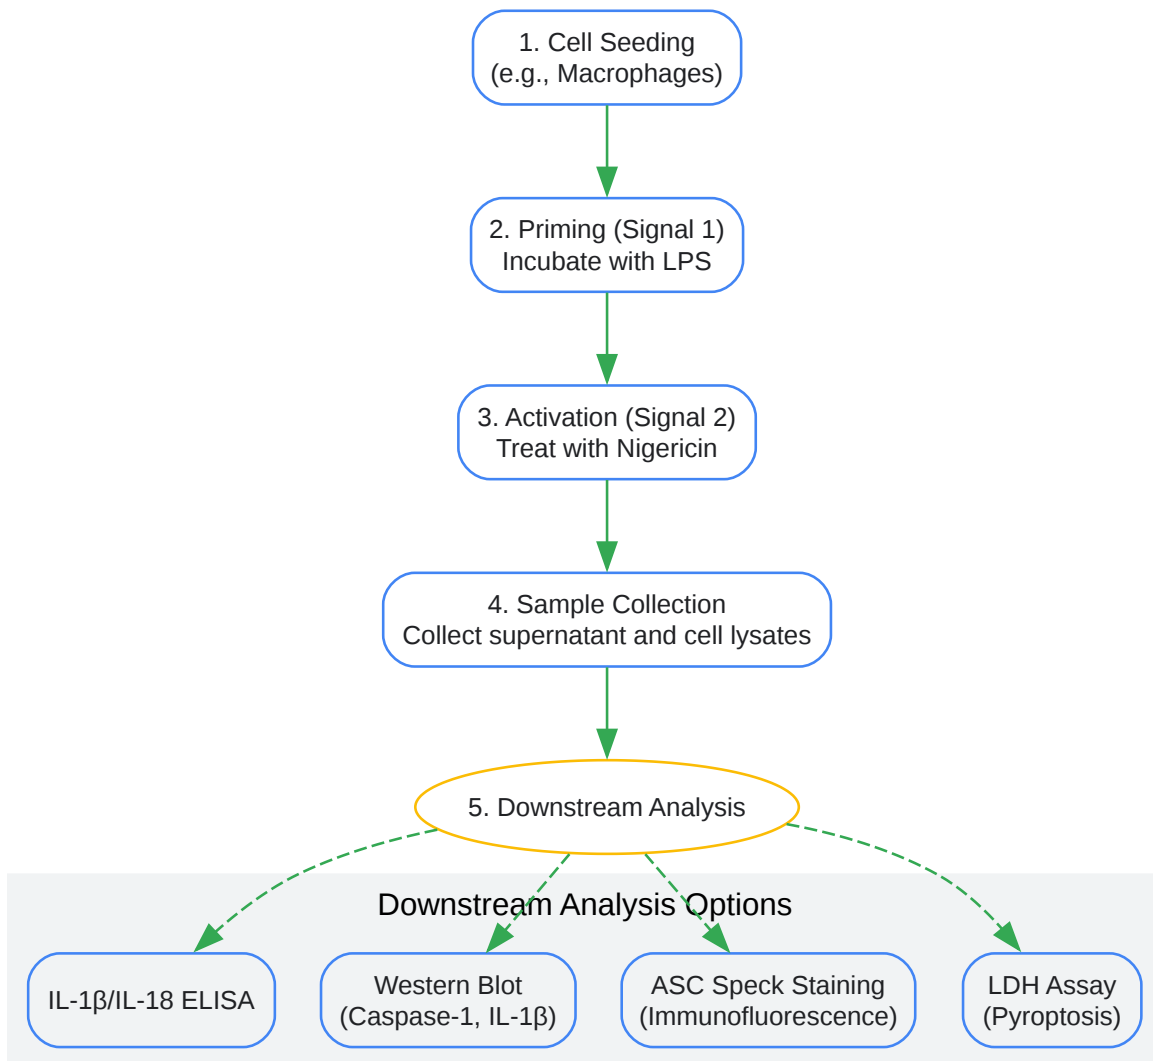 1. Cell Seeding
(e.g., Macrophages)
2. Priming (Signal 1)
Incubate with LPS
3. Activation (Signal 2)
Treat with Nigericin
4. Sample Collection
Collect supernatant and cell lysates
5. Downstream Analysis
Downstream Analysis Options
IL-1β/IL-18 ELISA
Western Blot
(Caspase-1, IL-1β)
ASC Speck Staining
(Immunofluorescence)
LDH Assay
(Pyroptosis)